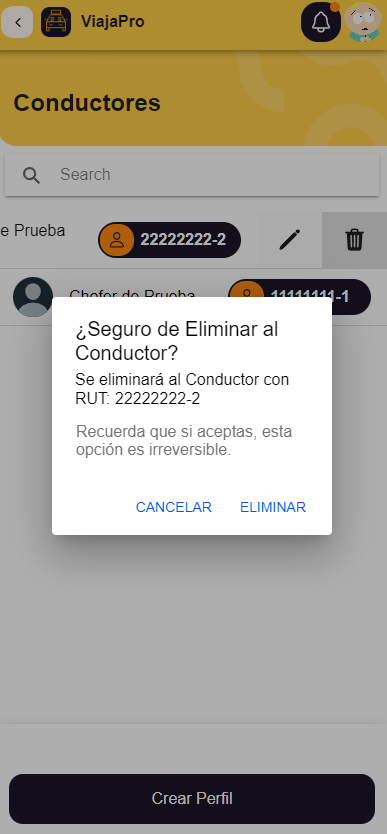 ViajaPro
Conductores
Search
e Prueba
22222222-2
Chofer de Prueba
11111111-1
¿Seguro de Eliminar al
Conductor?
Se eliminará al Conductor con
RUT: 22222222-2
Recuerda que si aceptas, esta
opción es irreversible.
CANCELAR
ELIMINAR
Crear Perfil